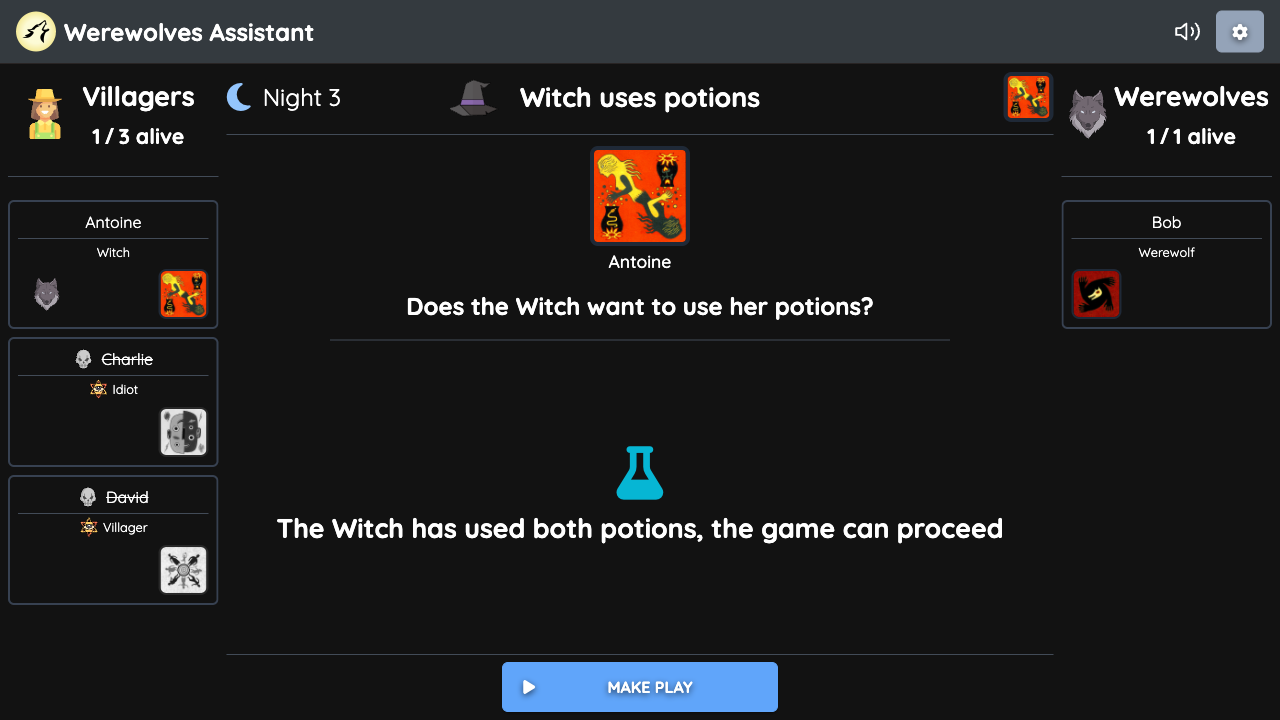 Werewolves Assistant
Villagers
1 / 3 alive
Night 3
Witch uses potions
Werewolves
1 / 1 alive
Antoine
Witch
Charlie
Idiot
David
Villager
Antoine
Does the Witch want to use her potions?
The Witch has used both potions, the game can proceed
MAKE PLAY
Bob
Werewolf